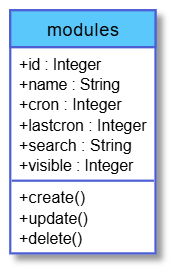 modules
+id : Integer
+name : String
+cron : Integer
+lastcron : Integer
+search : String
+visible : Integer
+create()
+update()
+delete()